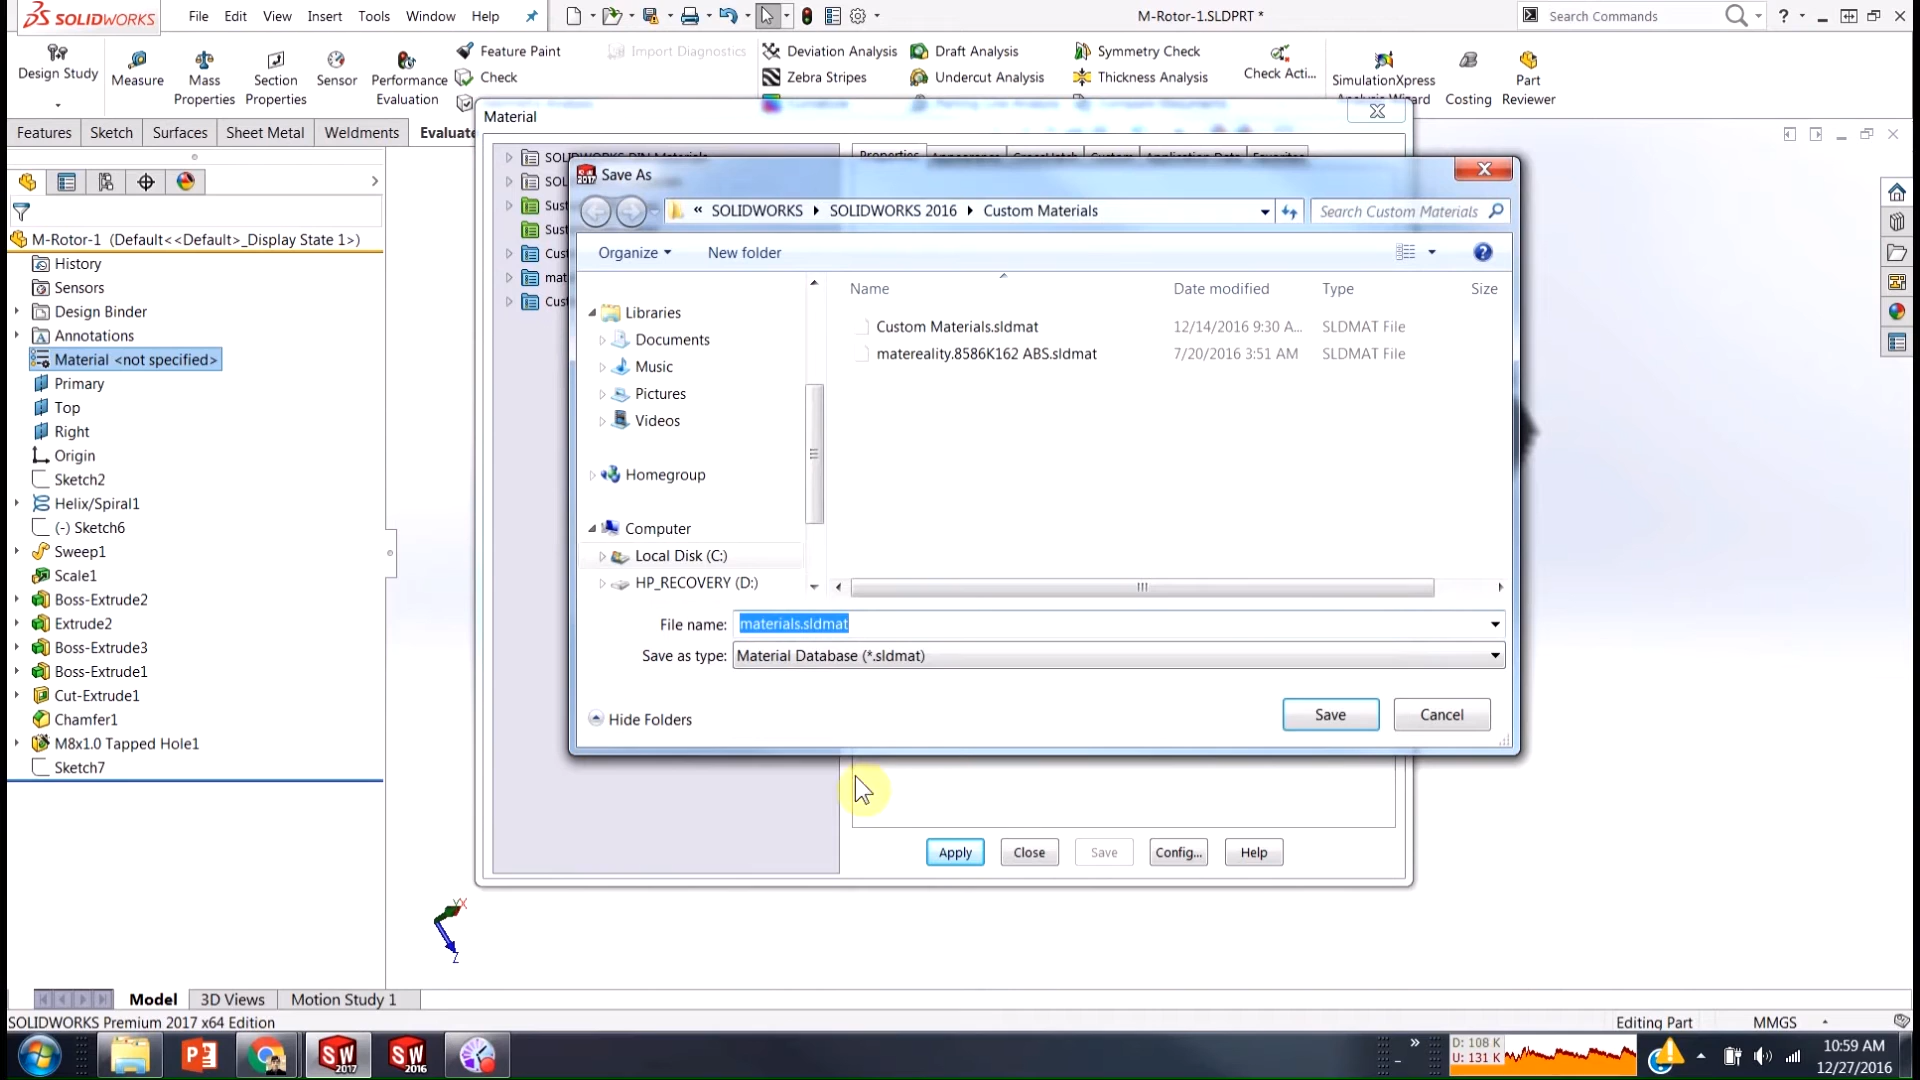 SOLIDWORKS File Edit View Insert Tools Window Help M-Rotor-1.SLDPRT * Search Commands ?
Design Study Measure Mass Properties Section Properties Sensor Performance Evaluation Feature Paint Check Import Diagnostics Deviation Analysis Zebra Stripes Draft Analysis Undercut Analysis Symmetry Check Thickness Analysis Check Acti... SimulationXpress Costing Part Reviewer
Features Sketch Surfaces Sheet Metal Weldments Evaluate
Material
Properties
Save As
SOLIDWORKS SOLIDWORKS 2016 Custom Materials Search Custom Materials
Organize New folder
Name Date modified Type Size
Custom Materials.sldmat 12/14/2016 9:30 A... SLDMAT File
matereality.8586K162 ABS.sldmat 7/20/2016 3:51 AM SLDMAT File
Libraries
Documents
Music
Pictures
Videos
Homegroup
Computer
Local Disk (C:)
HP_RECOVERY (D:)
File name: materials.sldmat
Save as type: Material Database (*.sldmat)
Hide Folders Save Cancel
Apply Close Save Config... Help
M-Rotor-1 (Default<<Default>_Display State 1>)
History
Sensors
Design Binder
Annotations
Material <not specified>
Primary
Top
Right
Origin
Sketch2
Helix/Spiral1
(-) Sketch6
Sweep1
Scale1
Boss-Extrude2
Extrude2
Boss-Extrude3
Boss-Extrude1
Cut-Extrude1
Chamfer1
M8x1.0 Tapped Hole1
Sketch7
Z
Model 3D Views Motion Study 1
SOLIDWORKS Premium 2017 x64 Edition Editing Part MMGS
SW 2017 SW 2016 D: 108 K
U: 131 K
10:59 AM
12/27/2016